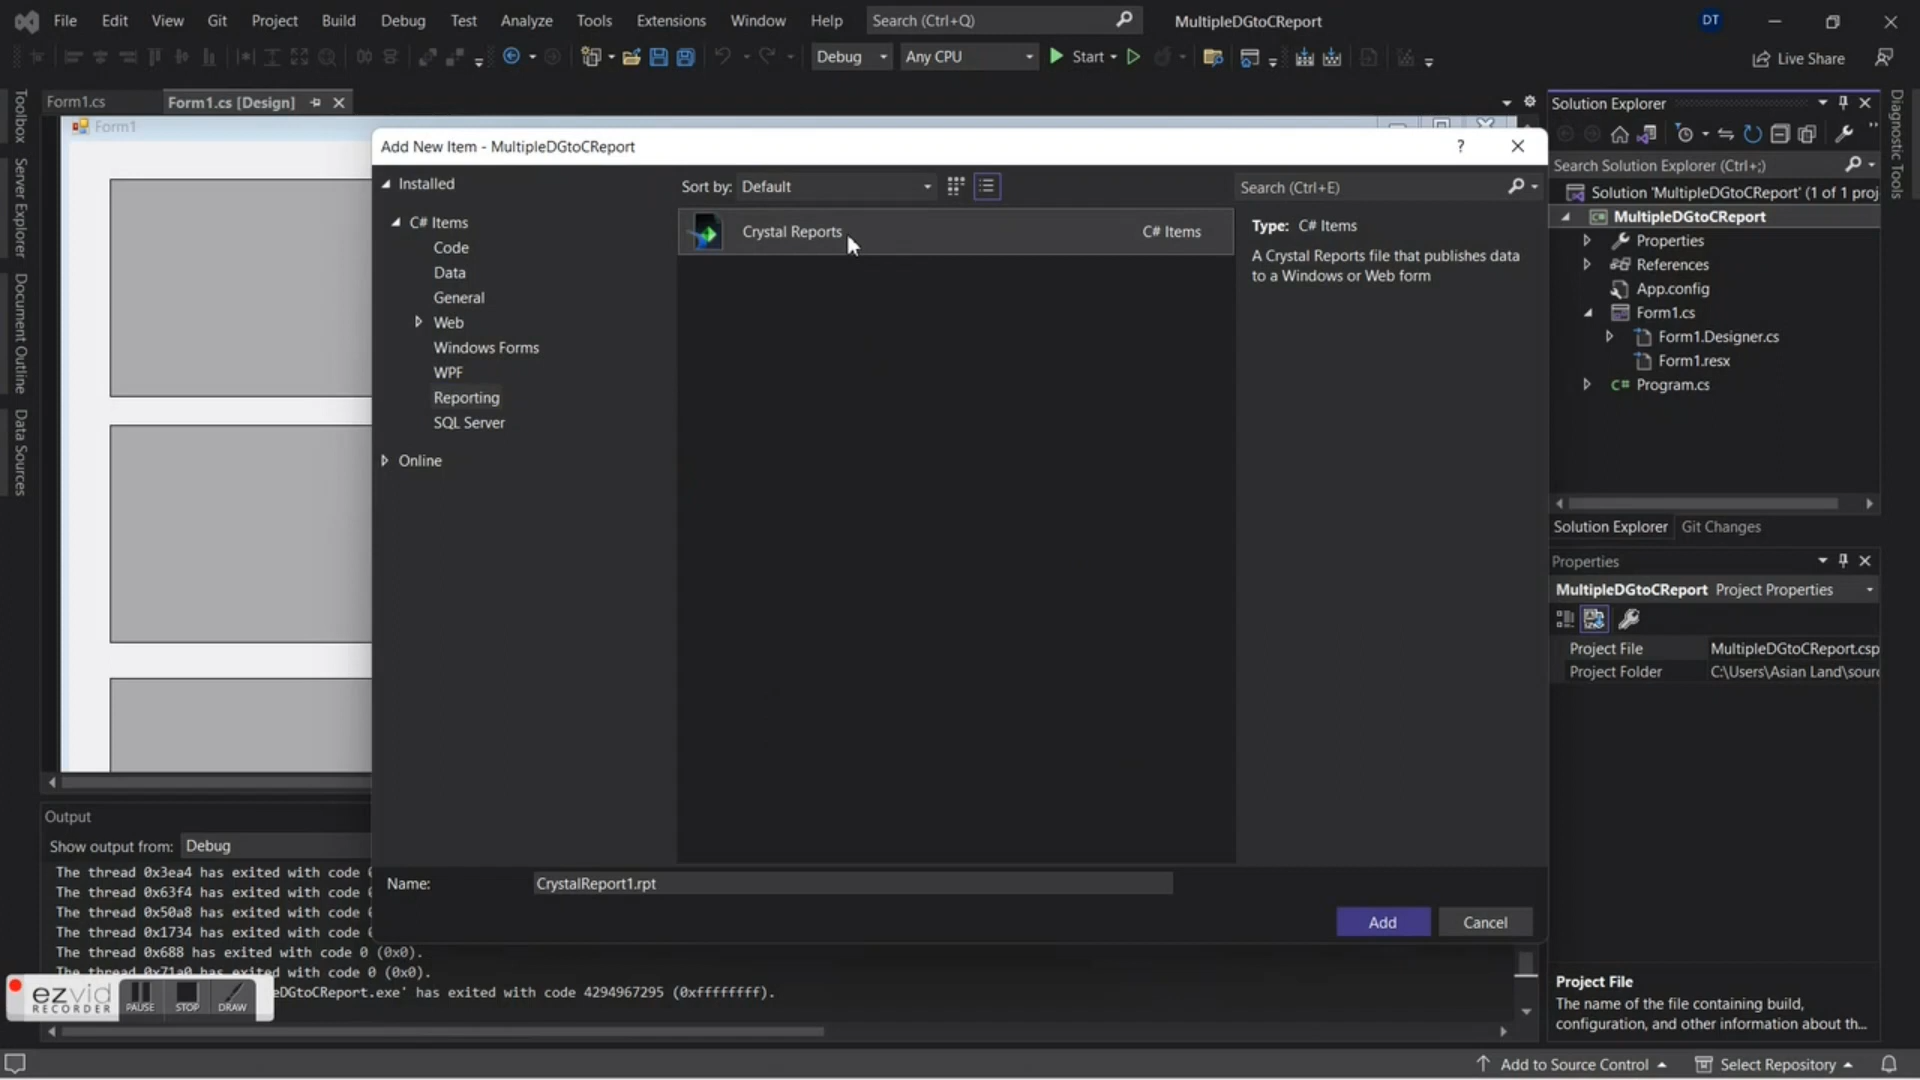 File Edit View Git Project Build Debug Test Analyze Tools Extensions Window Help Search (Ctrl+Q) MultipleDGtoCReport DT
Debug Any CPU Start Live Share
Form1.cs Form1.cs [Design]
Form1
Toolbox
Server Explorer
Document Outline
Data Sources
Add New Item - MultipleDGtoCReport ?
Installed
C# Items
Code
Data
General
Web
Windows Forms
WPF
Reporting
SQL Server
Online
Sort by: Default
Search (Ctrl+E)
Crystal Reports C# Items
Type: C# Items
A Crystal Reports file that publishes data
to a Windows or Web form
Name: CrystalReport1.rpt
Add Cancel
Solution Explorer
Search Solution Explorer (Ctrl+;)
Solution 'MultipleDGtoCReport' (1 of 1 proj
MultipleDGtoCReport
Properties
References
App.config
Form1.cs
Form1.Designer.cs
Form1.resx
C# Program.cs
Solution Explorer Git Changes
Diagnostic Tools
Properties
MultipleDGtoCReport Project Properties
Project File MultipleDGtoCReport.csp
Project Folder C:\Users\Asian Land\sour
Project File
The name of the file containing build,
configuration, and other information about th...
Output
Show output from: Debug
The thread 0x3ea4 has exited with code
The thread 0x63f4 has exited with code
The thread 0x50a8 has exited with code
The thread 0x1734 has exited with code
The thread 0x688 has exited with code 0 (0x0).
The thread 0x71a0 has exited with code 0 (0x0).
DGtoCReport.exe' has exited with code 4294967295 (0xffffffff).
ezvid
RECORDER
PAUSE STOP DRAW
Add to Source Control Select Repository